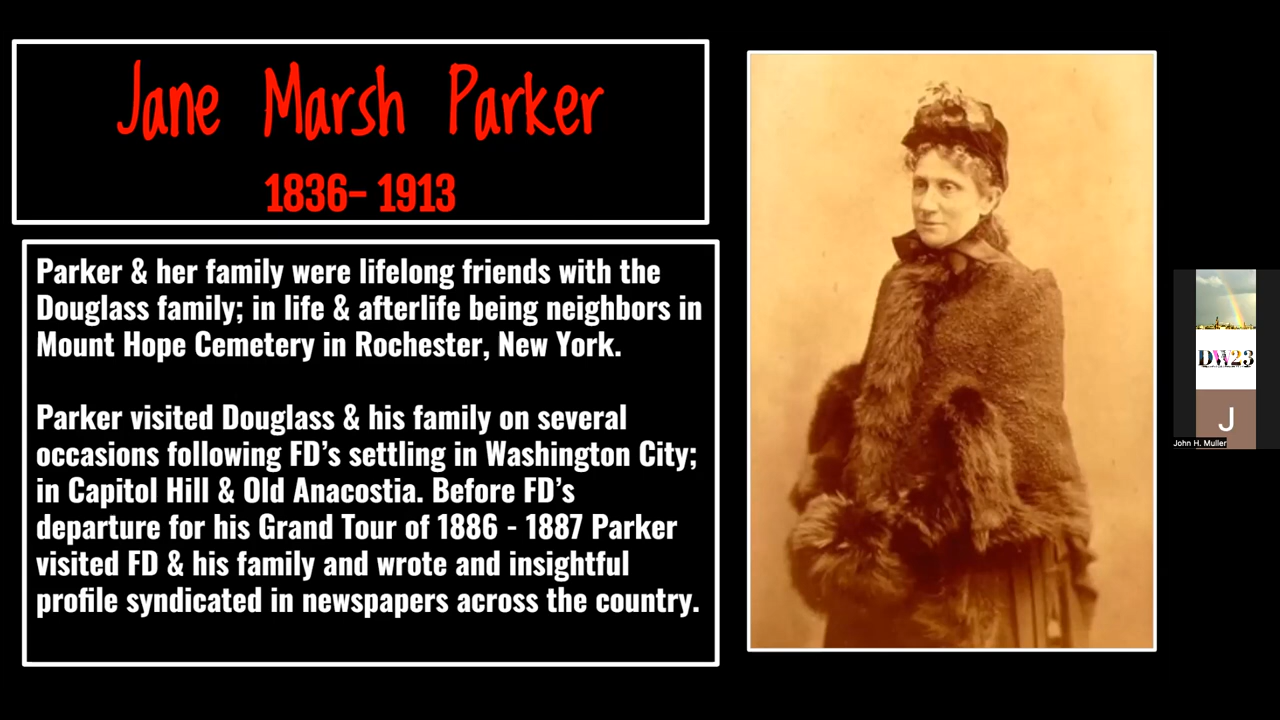 Jane Marsh Parker
1836- 1913
Parker & her family were lifelong friends with the
Douglass family; in life & afterlife being neighbors in
Mount Hope Cemetery in Rochester, New York.
Parker visited Douglass & his family on several
occasions following FD's settling in Washington City;
in Capitol Hill & Old Anacostia. Before FD's
departure for his Grand Tour of 1886 - 1887 Parker
visited FD & his family and wrote and insightful
profile syndicated in newspapers across the country.
DW23
J
John H. Muller